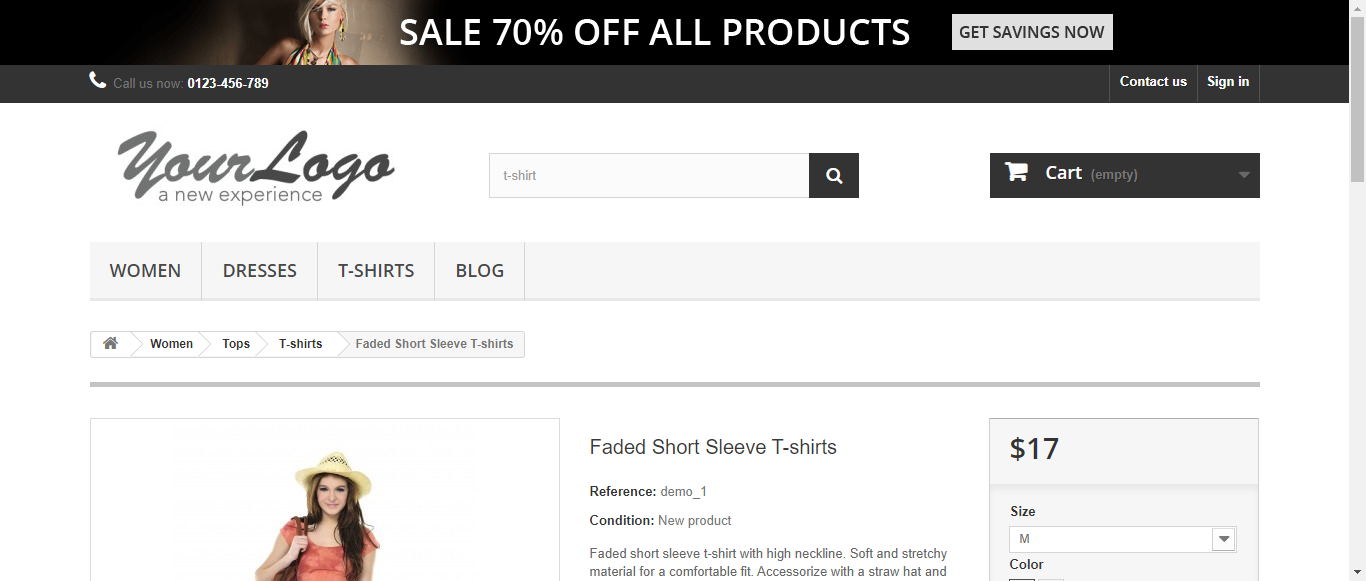 SALE 70% OFF ALL PRODUCTS
GET SAVINGS NOW
Call us now: 0123-456-789
Contact us
Sign in
YourLogo
a new experience
t-shirt
Cart (empty)
WOMEN
DRESSES
T-SHIRTS
BLOG
Women
Tops
T-shirts
Faded Short Sleeve T-shirts
Faded Short Sleeve T-shirts
Reference: demo_1
Condition: New product
Faded short sleeve t-shirt with high neckline. Soft and stretchy
material for a comfortable fit. Accessorize with a straw hat and
$17
Size
M
Color